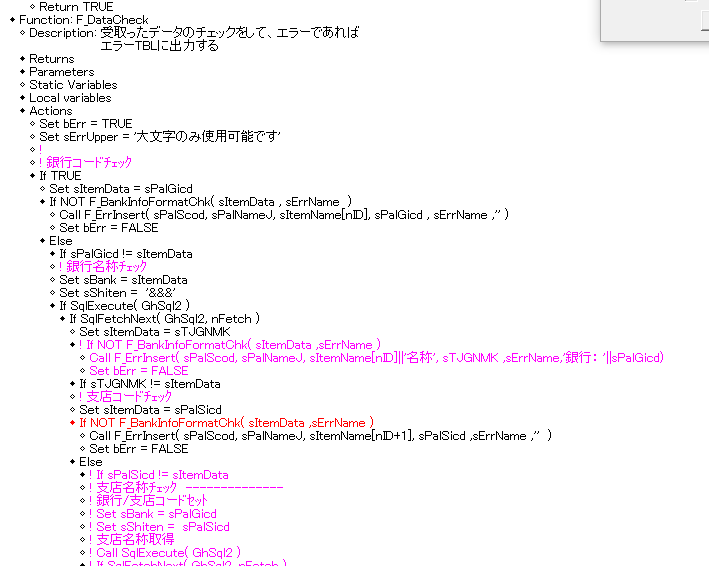 Return TRUE
Function: F_DataCheck
Description: 受取ったデータのチェックをして、エラーであれば
エラーTBLに出力する
Returns
Parameters
Static Variables
Local variables
Actions
Set bErr = TRUE
Set sErrUpper = '大文字のみ使用可能です'
!
! 銀行コードチェック
If TRUE
Set sItemData = sPalGicd
If NOT F_BankInfoFormatChk( sItemData , sErrName )
Call F_ErrInsert( sPalScod, sPalNameJ, sItemName[nID], sPalGicd , sErrName ,'' )
Set bErr = FALSE
Else
If sPalGicd != sItemData
! 銀行名称チェック
Set sBank = sItemData
Set sShiten = '&&&'
If SqlExecute( GhSql2 )
If SqlFetchNext( GhSql2, nFetch )
Set sItemData = sTJGNMK
! If NOT F_BankInfoFormatChk( sItemData ,sErrName )
Call F_ErrInsert( sPalScod, sPalNameJ, sItemName[nID]||'名称', sTJGNMK ,sErrName,'銀行： '||sPalGicd)
Set bErr = FALSE
If sTJGNMK != sItemData
! 支店コードチェック
Set sItemData = sPalSicd
If NOT F_BankInfoFormatChk( sItemData ,sErrName )
Call F_ErrInsert( sPalScod, sPalNameJ, sItemName[nID+1], sPalSicd ,sErrName ,'' )
Set bErr = FALSE
Else
! If sPalSicd != sItemData
! 支店名称チェック --------------
! 銀行/支店コードセット
! Set sBank = sPalGicd
! Set sShiten = sPalSicd
! 支店名称取得
! Call SqlExecute( GhSql2 )
! If SqlFetchNext( GhSql2, nFetch )